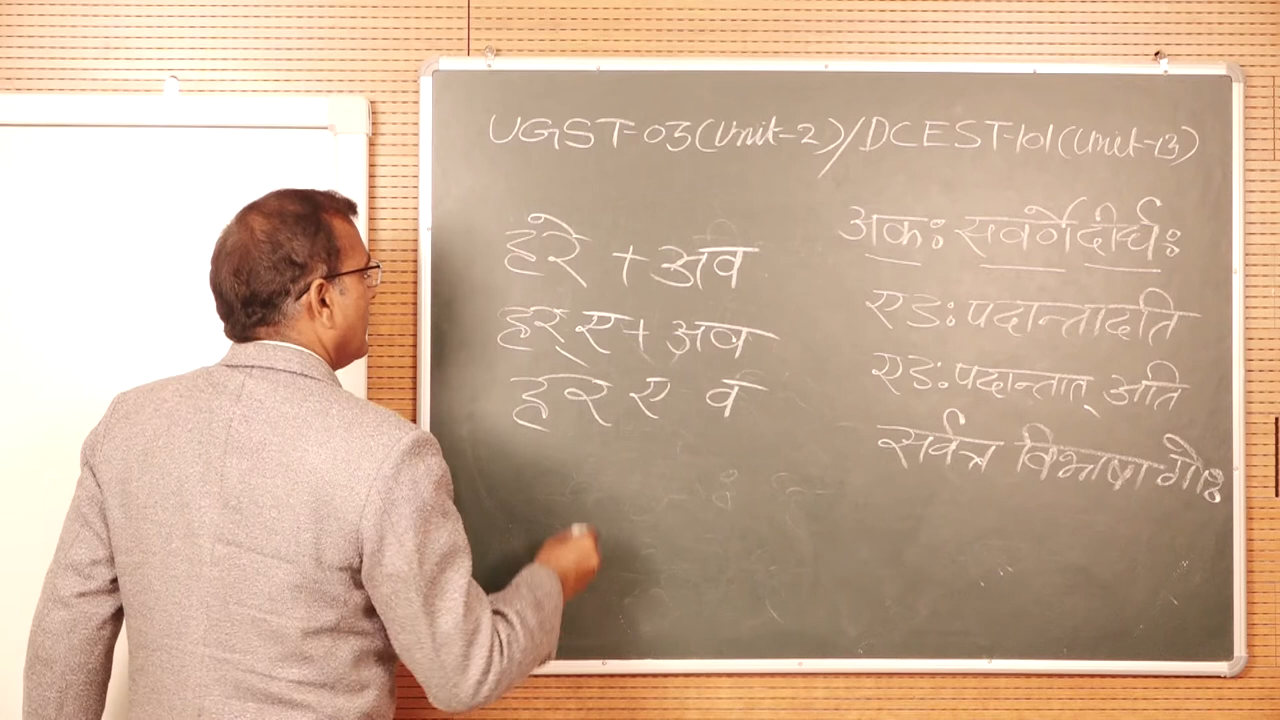 UGST-03(Unit-2)/DCEST-101(Unit-13)
हरे + अव
हर् ए + अव
हर ए व
अकः सवर्णेदीर्घः
एङःपदान्तादति
एङःपदान्तात् अति
सर्वत्र विभाषा गोः